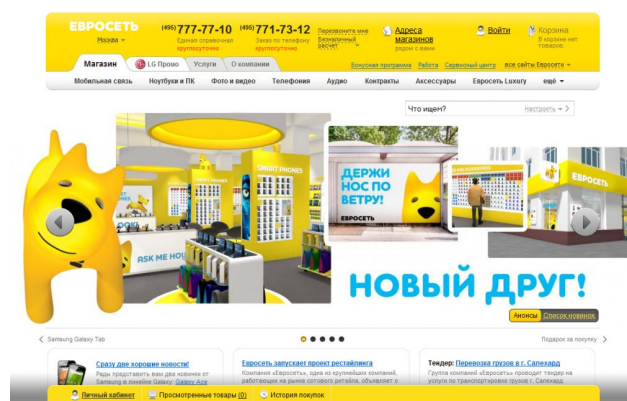 ЕВРОСЕТЬ
Москва
(495) 777-77-10
Единая справочная
круглосуточно
(495) 771-73-12
Заказ по телефону
круглосуточно
Перезвоните мне
Безналичный
расчет
Адреса
магазинов
рядом с вами
Войти
Корзина
В корзине нет
товаров.
Магазин
LG Промо
Услуги
О компании
Бонусная программа Работа Сервисный центр все сайты Евросети
Мобильная связь Ноутбуки и ПК Фото и видео Телефония Аудио Контракты Аксессуары Евросеть Luxury ещё
Что ищем?
Настроить
SMART PHONES
ASK ME HOW
ДЕРЖИ
НОС ПО
ВЕТРУ!
ЕВРОСЕТЬ
ЕВРОСЕТЬ
НОВЫЙ ДРУГ!
Анонсы Список новинок
Samsung Galaxy Tab
Подарок за покупку
Сразу две хорошие новости!
Рады представить вам две новинки от
Samsung в линейке Galaxy: Galaxy Ace
Евросеть запускает проект рестайлинга
Компания «Евросеть», одна из крупнейших компаний,
работающих на рынке сотового ритейла, объявляет о
Тендер: Перевозка грузов в г. Салехард
Группа компаний «Евросеть» проводит тендер на
услуги по транспортировке грузов г. Салехард
Личный кабинет
Просмотренные товары (0)
История покупок